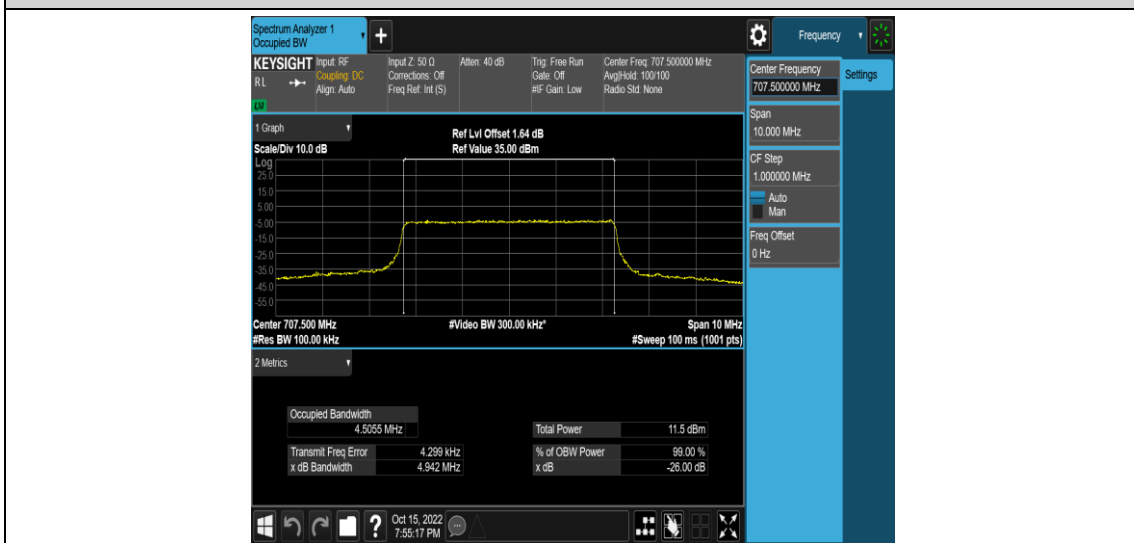 Spectrum Analyzer 1
Occupied BW
Frequency
KEYSIGHT
RL
LN
Input: RF
Coupling: DC
Align: Auto
Input Z: 50 Ω
Corrections: Off
Freq Ref: Int (S)
Atten: 40 dB
Trig: Free Run
Gate: Off
#IF Gain: Low
Center Freq: 707.500000 MHz
Avg|Hold: 100/100
Radio Std: None
Center Frequency
707.500000 MHz
Settings
Span
10.000 MHz
CF Step
1.000000 MHz
Auto
Man
Freq Offset
0 Hz
1 Graph
Scale/Div 10.0 dB
Ref Lvl Offset 1.64 dB
Ref Value 35.00 dBm
Log
25.0
15.0
5.00
-5.00
-15.0
-25.0
-35.0
-45.0
-55.0
Center 707.500 MHz
#Video BW 300.00 kHz*
Span 10 MHz
#Res BW 100.00 kHz
#Sweep 100 ms (1001 pts)
2 Metrics
Occupied Bandwidth
4.5055 MHz
Total Power 11.5 dBm
Transmit Freq Error 4.299 kHz
% of OBW Power 99.00 %
x dB Bandwidth 4.942 MHz
x dB -26.00 dB
?
Oct 15, 2022
7:55:17 PM